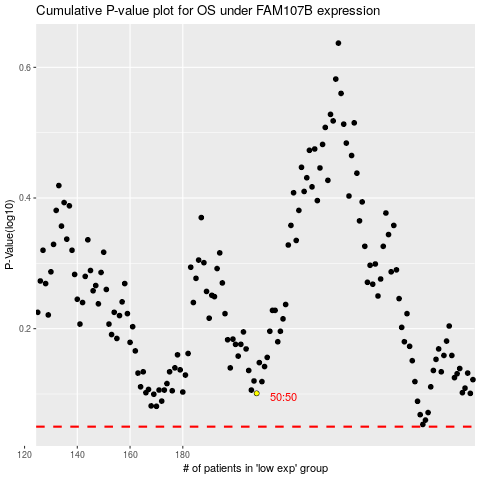 Cumulative P-value plot for OS under FAM107B expression
P-Value(log10)
0.6
0.4
0.2
50:50
120 140 160 180
# of patients in 'low exp' group